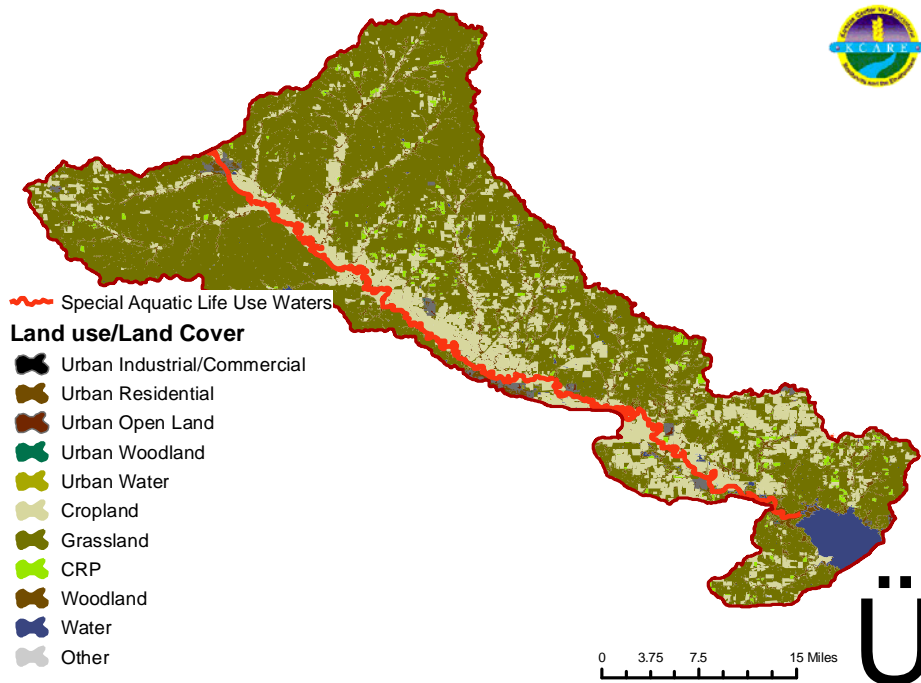 KCARE
Special Aquatic Life Use Waters
Land use/Land Cover
Urban Industrial/Commercial
Urban Residential
Urban Open Land
Urban Woodland
Urban Water
Cropland
Grassland
CRP
Woodland
Water
Other
0 3.75 7.5 15 Miles
Ü